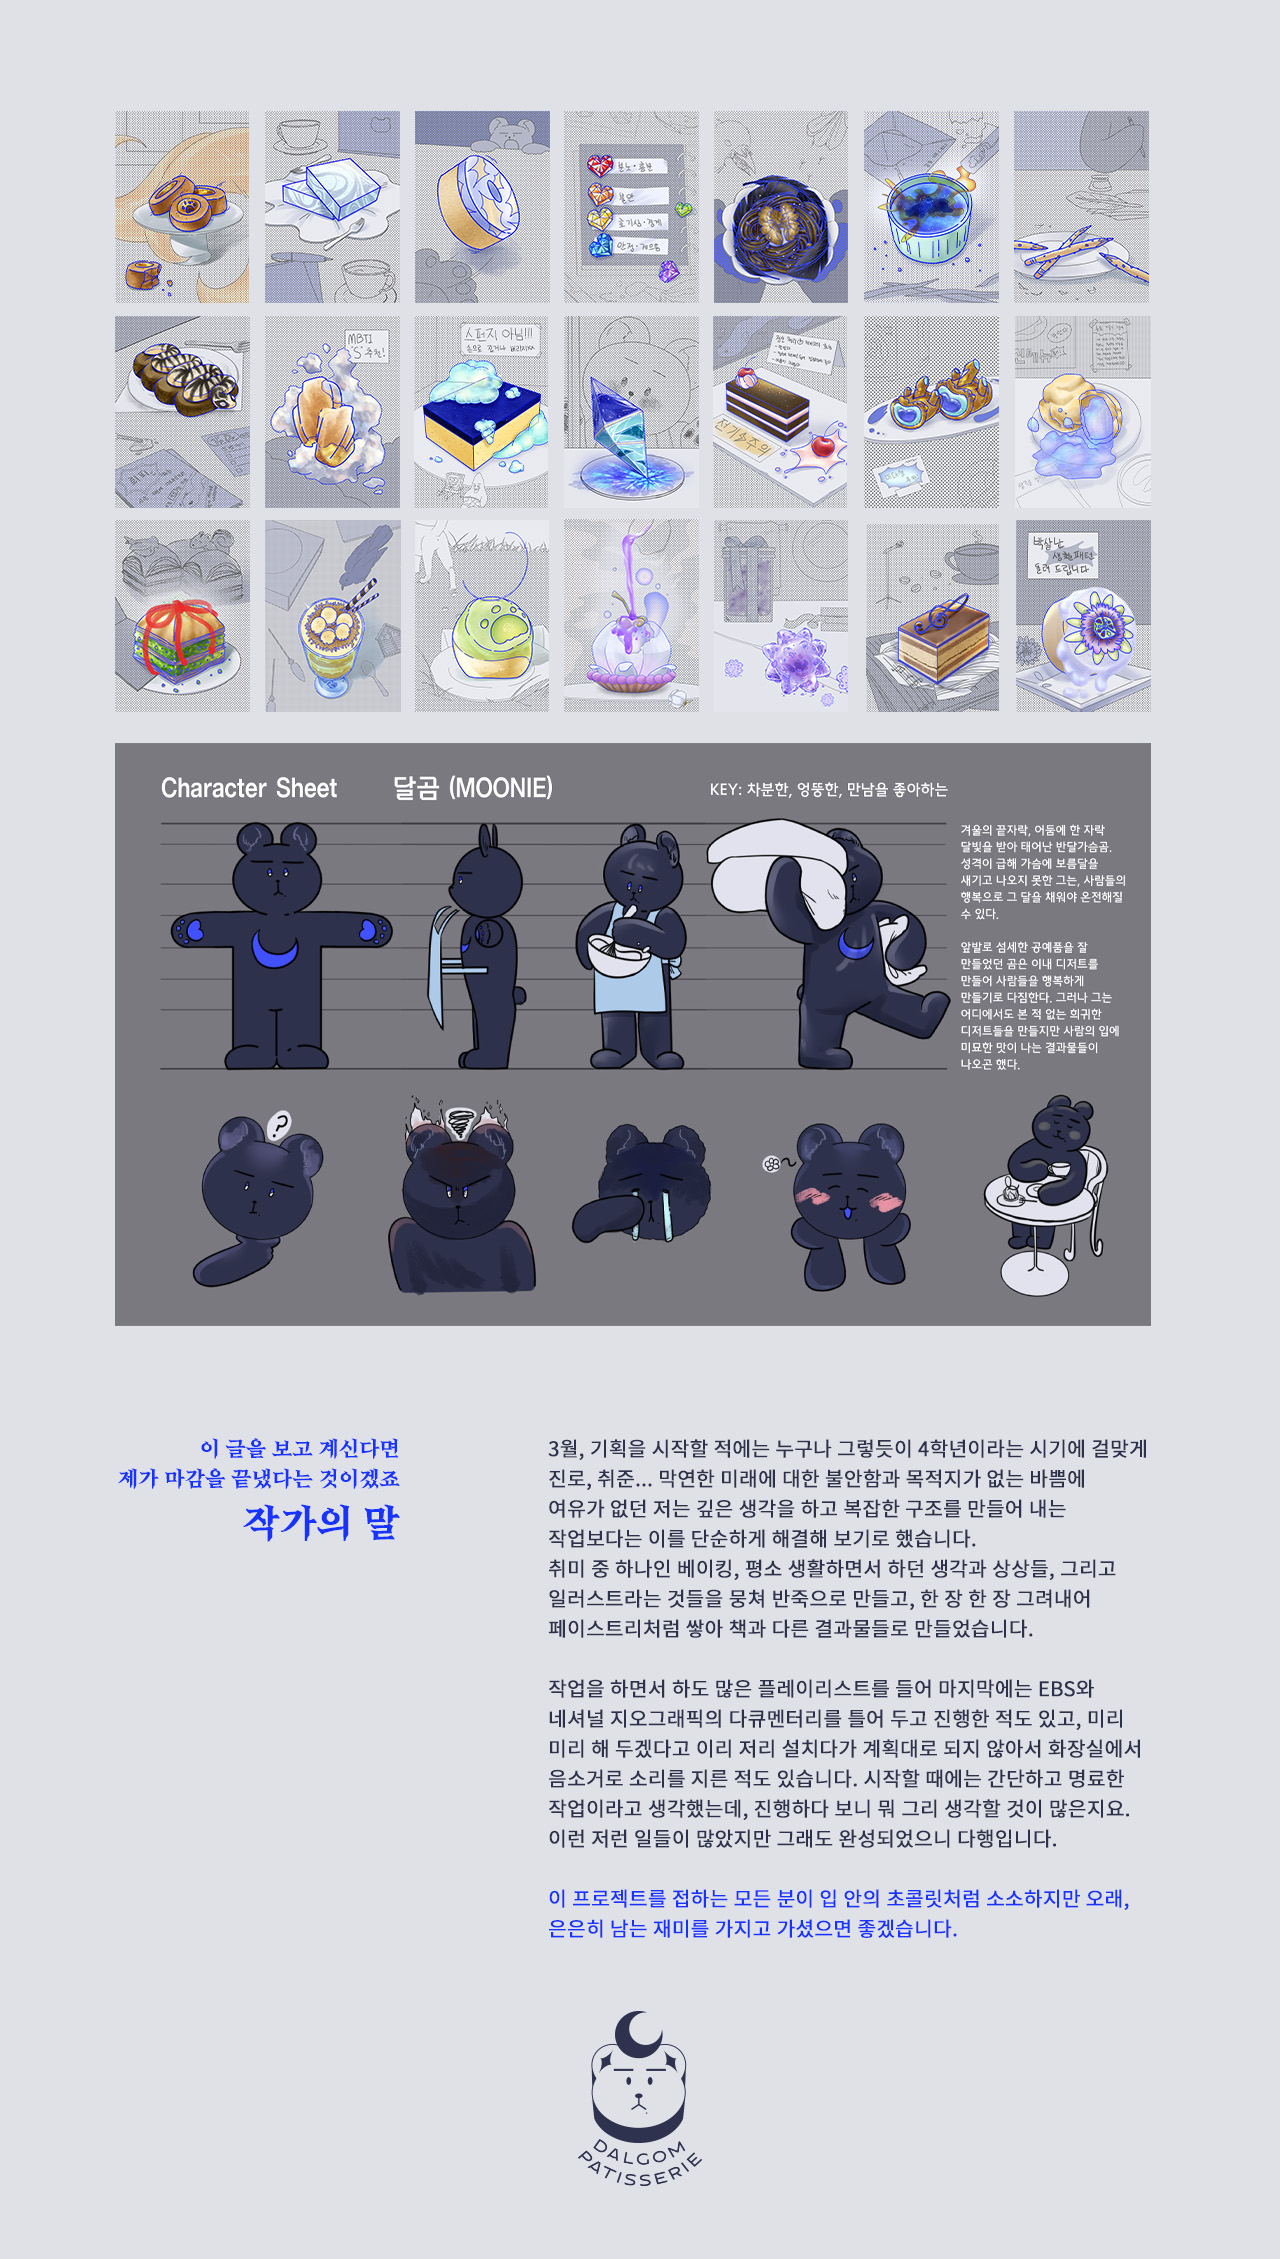 분노·흥분
불안
호기심·경계
안정·게으름
MBTI
'S' 추천!
스펀지 아님!!!
손으로 뜯거나 버리지마
전기 주의
박살난
생활패턴
돌려 드립니다
Character Sheet 달곰 (MOONIE) KEY: 차분한, 엉뚱한, 만남을 좋아하는
겨울의 끝자락, 어둠에 한 자락
달빛을 받아 태어난 반달가슴곰.
성격이 급해 가슴에 보름달을
새기고 나오지 못한 그는, 사람들의
행복으로 그 달을 채워야 온전해질
수 있다.
앞발로 섬세한 공예품을 잘
만들었던 곰은 이내 디저트를
만들어 사람들을 행복하게
만들기로 다짐한다. 그러나 그는
어디에서도 본 적 없는 희귀한
디저트들을 만들지만 사람의 입에
미묘한 맛이 나는 결과물들이
나오곤 했다.
?
이 글을 보고 계신다면
제가 마감을 끝냈다는 것이겠죠
작가의 말
3월, 기획을 시작할 적에는 누구나 그렇듯이 4학년이라는 시기에 걸맞게
진로, 취준... 막연한 미래에 대한 불안함과 목적지가 없는 바쁨에
여유가 없던 저는 깊은 생각을 하고 복잡한 구조를 만들어 내는
작업보다는 이를 단순하게 해결해 보기로 했습니다.
취미 중 하나인 베이킹, 평소 생활하면서 하던 생각과 상상들, 그리고
일러스트라는 것들을 뭉쳐 반죽으로 만들고, 한 장 한 장 그려내어
페이스트리처럼 쌓아 책과 다른 결과물들로 만들었습니다.
작업을 하면서 하도 많은 플레이리스트를 들어 마지막에는 EBS와
네셔널 지오그래픽의 다큐멘터리를 틀어 두고 진행한 적도 있고, 미리
미리 해 두겠다고 이리 저리 설치다가 계획대로 되지 않아서 화장실에서
음소거로 소리를 지른 적도 있습니다. 시작할 때에는 간단하고 명료한
작업이라고 생각했는데, 진행하다 보니 뭐 그리 생각할 것이 많은지요.
이런 저런 일들이 많았지만 그래도 완성되었으니 다행입니다.
이 프로젝트를 접하는 모든 분이 입 안의 초콜릿처럼 소소하지만 오래,
은은히 남는 재미를 가지고 가셨으면 좋겠습니다.
DALGOM
PATISSERIE